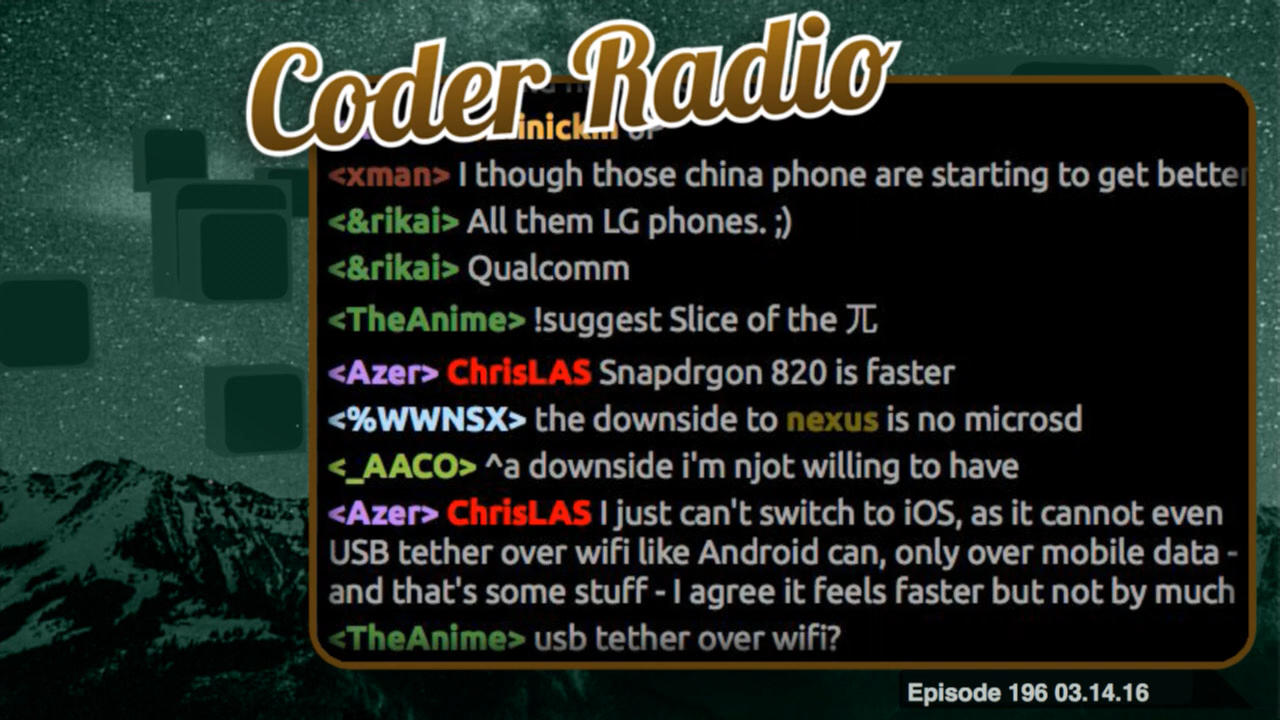 Coder Radio
<xman> I though those china phone are starting to get better
<&rikai> All them LG phones. ;)
<&rikai> Qualcomm
<TheAnime> !suggest Slice of the 兀
<Azer> ChrisLAS Snapdrgon 820 is faster
<%WWNSX> the downside to nexus is no microsd
<_AACO> ^a downside i'm njot willing to have
<Azer> ChrisLAS I just can't switch to iOS, as it cannot even
USB tether over wifi like Android can, only over mobile data -
and that's some stuff - I agree it feels faster but not by much
<TheAnime> usb tether over wifi?
Episode 196 03.14.16